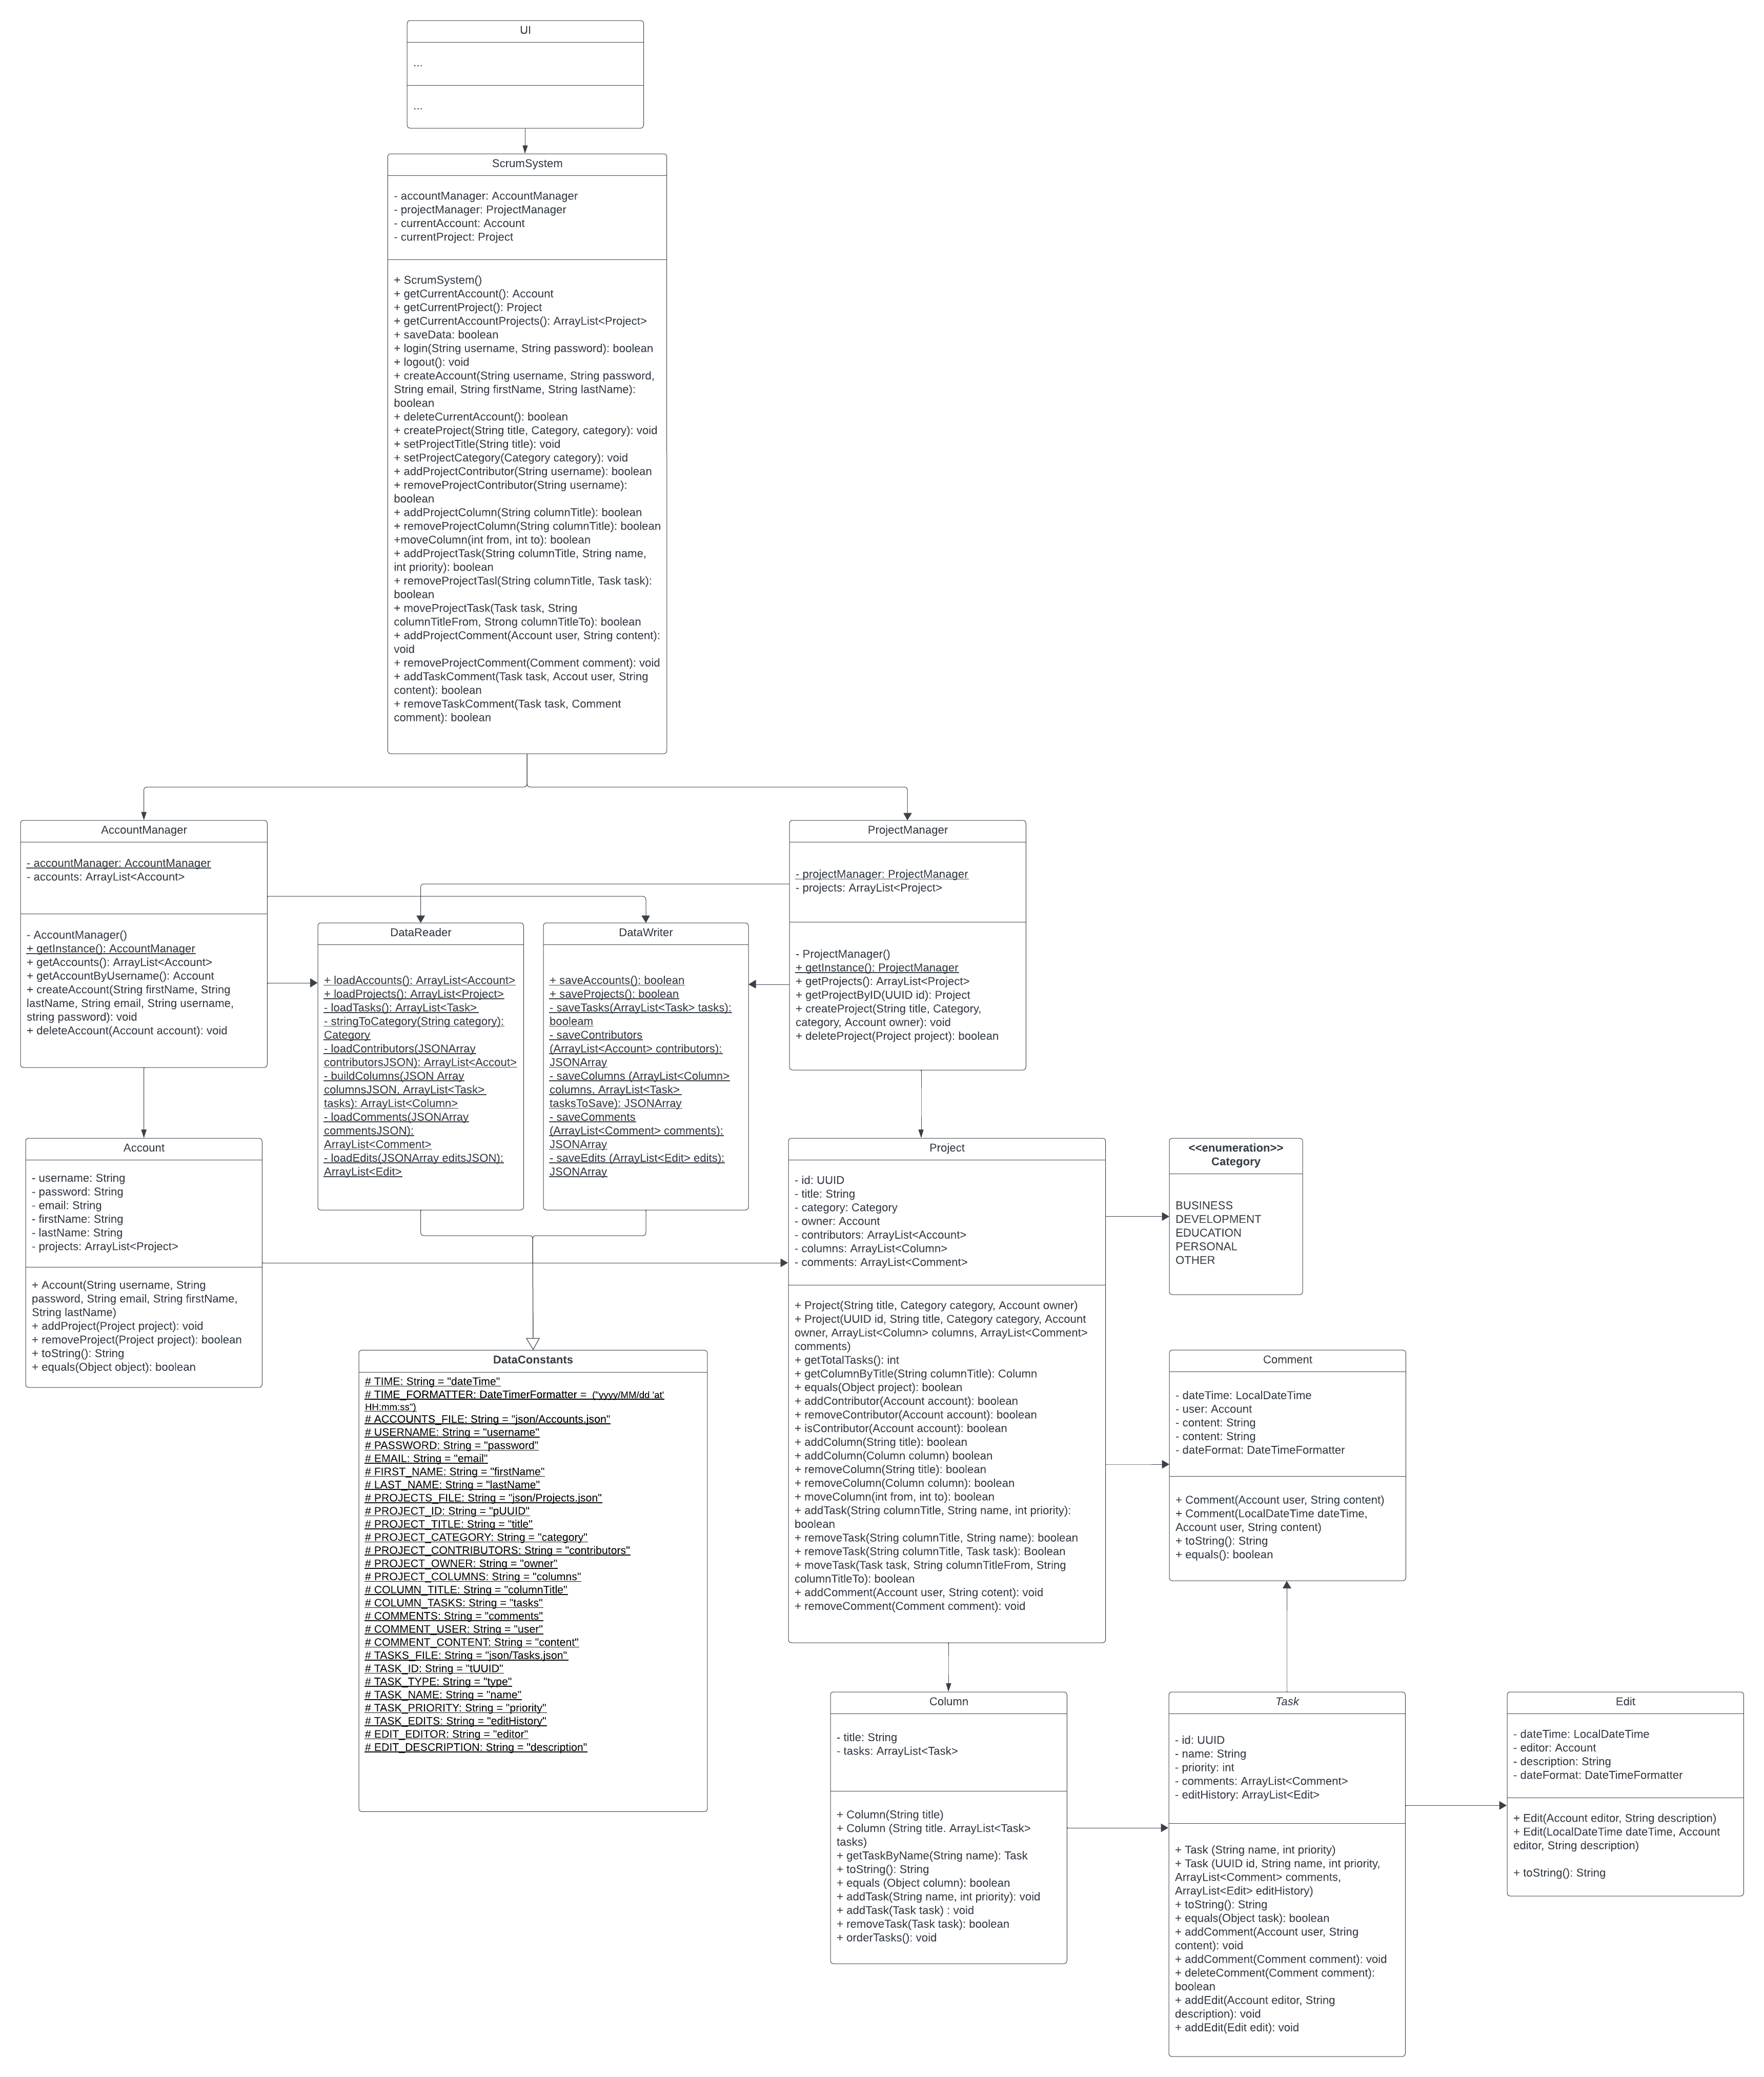 UI
...
...
ScrumSystem
- accountManager: AccountManager
- projectManager: ProjectManager
- currentAccount: Account
- currentProject: Project
+ ScrumSystem()
+ getCurrentAccount(): Account
+ getCurrentProject(): Project
+ getCurrentAccountProjects(): ArrayList<Project>
+ saveData: boolean
+ login(String username, String password): boolean
+ logout(): void
+ createAccount(String username, String password,
String email, String firstName, String lastName):
boolean
+ deleteCurrentAccount(): boolean
+ createProject(String title, Category, category): void
+ setProjectTitle(String title): void
+ setProjectCategory(Category category): void
+ addProjectContributor(String username): boolean
+ removeProjectContributor(String username):
boolean
+ addProjectColumn(String columnTitle): boolean
+ removeProjectColumn(String columnTitle): boolean
+moveColumn(int from, int to): boolean
+ addProjectTask(String columnTitle, String name,
int priority): boolean
+ removeProjectTasl(String columnTitle, Task task):
boolean
+ moveProjectTask(Task task, String
columnTitleFrom, Strong columnTitleTo): boolean
+ addProjectComment(Account user, String content):
void
+ removeProjectComment(Comment comment): void
+ addTaskComment(Task task, Accout user, String
content): boolean
+ removeTaskComment(Task task, Comment
comment): boolean
AccountManager
- accountManager: AccountManager
- accounts: ArrayList<Account>
- AccountManager()
+ getInstance(): AccountManager
+ getAccounts(): ArrayList<Account>
+ getAccountByUsername(): Account
+ createAccount(String firstName, String
lastName, String email, String username,
string password): void
+ deleteAccount(Account account): void
ProjectManager
- projectManager: ProjectManager
- projects: ArrayList<Project>
- ProjectManager()
+ getInstance(): ProjectManager
+ getProjects(): ArrayList<Project>
+ getProjectByID(UUID id): Project
+ createProject(String title, Category,
category, Account owner): void
+ deleteProject(Project project): boolean
DataReader
+ loadAccounts(): ArrayList<Account>
+ loadProjects(): ArrayList<Project>
- loadTasks(): ArrayList<Task>
- stringToCategory(String category):
Category
- loadContributors(JSONArray
contributorsJSON): ArrayList<Accout>
- buildColumns(JSON Array
columnsJSON, ArrayList<Task>
tasks): ArrayList<Column>
- loadComments(JSONArray
commentsJSON):
ArrayList<Comment>
- loadEdits(JSONArray editsJSON):
ArrayList<Edit>
DataWriter
+ saveAccounts(): boolean
+ saveProjects(): boolean
- saveTasks(ArrayList<Task> tasks):
booleam
- saveContributors
(ArrayList<Account> contributors):
JSONArray
- saveColumns (ArrayList<Column>
columns, ArrayList<Task>
tasksToSave): JSONArray
- saveComments
(ArrayList<Comment> comments):
JSONArray
- saveEdits (ArrayList<Edit> edits):
JSONArray
Account
- username: String
- password: String
- email: String
- firstName: String
- lastName: String
- projects: ArrayList<Project>
+ Account(String username, String
password, String email, String firstName,
String lastName)
+ addProject(Project project): void
+ removeProject(Project project): boolean
+ toString(): String
+ equals(Object object): boolean
Project
- id: UUID
- title: String
- category: Category
- owner: Account
- contributors: ArrayList<Account>
- columns: ArrayList<Column>
- comments: ArrayList<Comment>
+ Project(String title, Category category, Account owner)
+ Project(UUID id, String title, Category category, Account
owner, ArrayList<Column> columns, ArrayList<Comment>
comments)
+ getTotalTasks(): int
+ getColumnByTitle(String columnTitle): Column
+ equals(Object project): boolean
+ addContributor(Account account): boolean
+ removeContributor(Account account): boolean
+ isContributor(Account account): boolean
+ addColumn(String title): boolean
+ addColumn(Column column) boolean
+ removeColumn(String title): boolean
+ removeColumn(Column column): boolean
+ moveColumn(int from, int to): boolean
+ addTask(String columnTitle, String name, int priority):
boolean
+ removeTask(String columnTitle, String name): boolean
+ removeTask(String columnTitle, Task task): Boolean
+ moveTask(Task task, String columnTitleFrom, String
columnTitleTo): boolean
+ addComment(Account user, String cotent): void
+ removeComment(Comment comment): void
<<enumeration>>
Category
BUSINESS
DEVELOPMENT
EDUCATION
PERSONAL
OTHER
DataConstants
# TIME: String = "dateTime"
# TIME_FORMATTER: DateTimerFormatter = ("yyyy/MM/dd 'at'
HH:mm:ss")
# ACCOUNTS_FILE: String = "json/Accounts.json"
# USERNAME: String = "username"
# PASSWORD: String = "password"
# EMAIL: String = "email"
# FIRST_NAME: String = "firstName"
# LAST_NAME: String = "lastName"
# PROJECTS_FILE: String = "json/Projects.json"
# PROJECT_ID: String = "pUUID"
# PROJECT_TITLE: String = "title"
# PROJECT_CATEGORY: String = "category"
# PROJECT_CONTRIBUTORS: String = "contributors"
# PROJECT_OWNER: String = "owner"
# PROJECT_COLUMNS: String = "columns"
# COLUMN_TITLE: String = "columnTitle"
# COLUMN_TASKS: String = "tasks"
# COMMENTS: String = "comments"
# COMMENT_USER: String = "user"
# COMMENT_CONTENT: String = "content"
# TASKS_FILE: String = "json/Tasks.json"
# TASK_ID: String = "tUUID"
# TASK_TYPE: String = "type"
# TASK_NAME: String = "name"
# TASK_PRIORITY: String = "priority"
# TASK_EDITS: String = "editHistory"
# EDIT_EDITOR: String = "editor"
# EDIT_DESCRIPTION: String = "description"
Comment
- dateTime: LocalDateTime
- user: Account
- content: String
- content: String
- dateFormat: DateTimeFormatter
+ Comment(Account user, String content)
+ Comment(LocalDateTime dateTime,
Account user, String content)
+ toString(): String
+ equals(): boolean
Column
- title: String
- tasks: ArrayList<Task>
+ Column(String title)
+ Column (String title. ArrayList<Task>
tasks)
+ getTaskByName(String name): Task
+ toString(): String
+ equals (Object column): boolean
+ addTask(String name, int priority): void
+ addTask(Task task) : void
+ removeTask(Task task): boolean
+ orderTasks(): void
Task
- id: UUID
- name: String
- priority: int
- comments: ArrayList<Comment>
- editHistory: ArrayList<Edit>
+ Task (String name, int priority)
+ Task (UUID id, String name, int priority,
ArrayList<Comment> comments,
ArrayList<Edit> editHistory)
+ toString(): String
+ equals(Object task): boolean
+ addComment(Account user, String
content): void
+ addComment(Comment comment): void
+ deleteComment(Comment comment):
boolean
+ addEdit(Account editor, String
description): void
+ addEdit(Edit edit): void
Edit
- dateTime: LocalDateTime
- editor: Account
- description: String
- dateFormat: DateTimeFormatter
+ Edit(Account editor, String description)
+ Edit(LocalDateTime dateTime, Account
editor, String description)
+ toString(): String